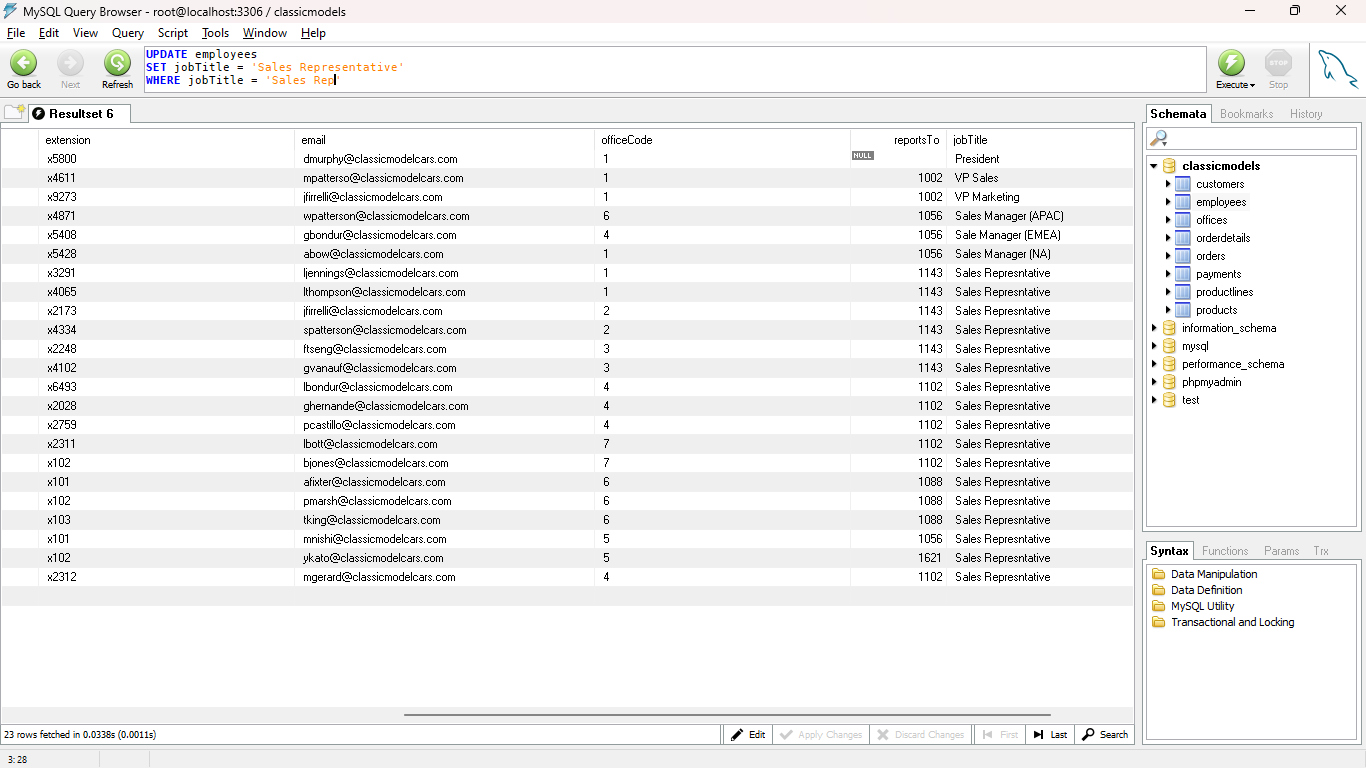 MySQL Query Browser - root@localhost:3306 / classicmodels
File Edit View Query Script Tools Window Help
Go back Next Refresh
UPDATE employees
SET jobTitle = 'Sales Representative'
WHERE jobTitle = 'Sales Rep'
Execute STOP Stop
Resultset 6
extension email officeCode reportsTo jobTitle
x5800 dmurphy@classicmodelcars.com 1 NULL President
x4611 mpatterso@classicmodelcars.com 1 1002 VP Sales
x9273 jfirrelli@classicmodelcars.com 1 1002 VP Marketing
x4871 wpatterson@classicmodelcars.com 6 1056 Sales Manager (APAC)
x5408 gbondur@classicmodelcars.com 4 1056 Sale Manager (EMEA)
x5428 abow@classicmodelcars.com 1 1056 Sales Manager (NA)
x3291 ljennings@classicmodelcars.com 1 1143 Sales Represntative
x4065 lthompson@classicmodelcars.com 1 1143 Sales Represntative
x2173 jfirrelli@classicmodelcars.com 2 1143 Sales Represntative
x4334 spatterson@classicmodelcars.com 2 1143 Sales Represntative
x2248 ftseng@classicmodelcars.com 3 1143 Sales Represntative
x4102 gvanauf@classicmodelcars.com 3 1143 Sales Represntative
x6493 lbondur@classicmodelcars.com 4 1102 Sales Represntative
x2028 ghernande@classicmodelcars.com 4 1102 Sales Represntative
x2759 pcastillo@classicmodelcars.com 4 1102 Sales Represntative
x2311 lbott@classicmodelcars.com 7 1102 Sales Represntative
x102 bjones@classicmodelcars.com 7 1102 Sales Represntative
x101 afixter@classicmodelcars.com 6 1088 Sales Represntative
x102 pmarsh@classicmodelcars.com 6 1088 Sales Represntative
x103 tking@classicmodelcars.com 6 1088 Sales Represntative
x101 mnishi@classicmodelcars.com 5 1056 Sales Represntative
x102 ykato@classicmodelcars.com 5 1621 Sales Represntative
x2312 mgerard@classicmodelcars.com 4 1102 Sales Represntative
23 rows fetched in 0.0338s (0.0011s)
Edit Apply Changes Discard Changes First Last Search
3: 28
Schemata Bookmarks History
classicmodels
customers
employees
offices
orderdetails
orders
payments
productlines
products
information_schema
mysql
performance_schema
phpmyadmin
test
Syntax Functions Params Trx
Data Manipulation
Data Definition
MySQL Utility
Transactional and Locking